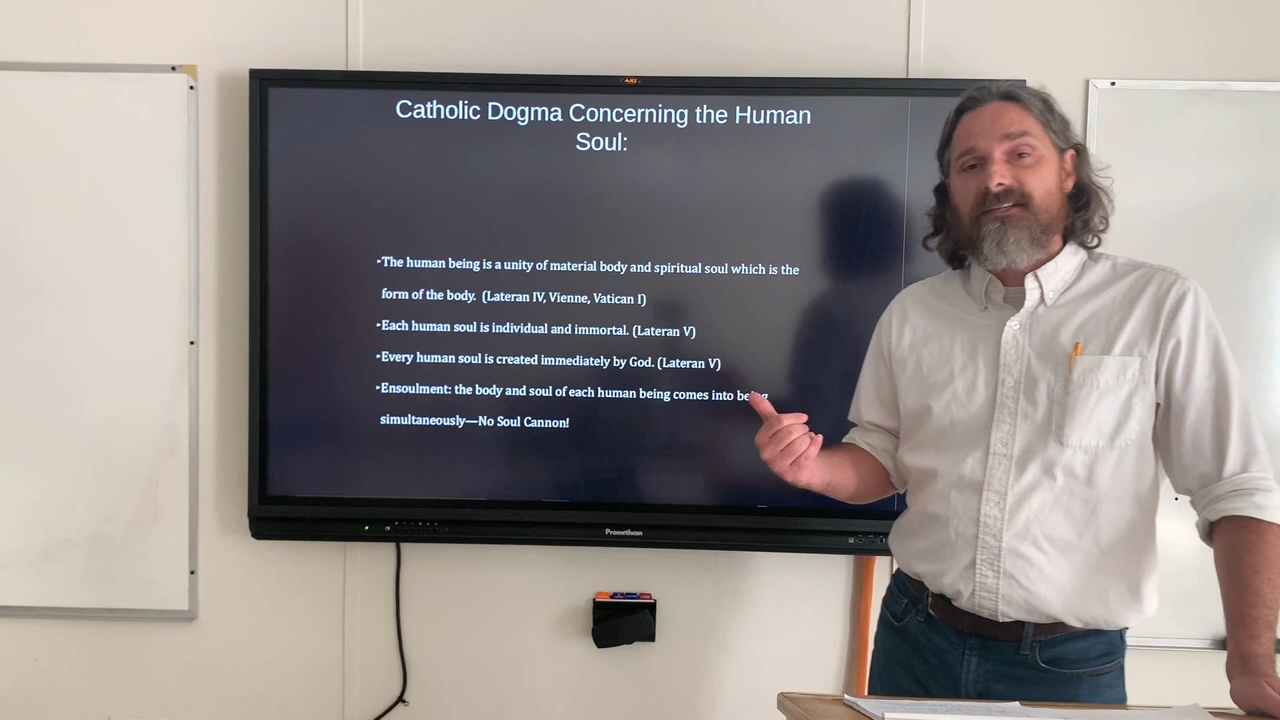 Catholic Dogma Concerning the Human
Soul:
‣The human being is a unity of material body and spiritual soul which is the
form of the body. (Lateran IV, Vienne, Vatican I)
‣Each human soul is individual and immortal. (Lateran V)
‣Every human soul is created immediately by God. (Lateran V)
‣Ensoulment: the body and soul of each human being comes into being
simultaneously—No Soul Cannon!
Promethean